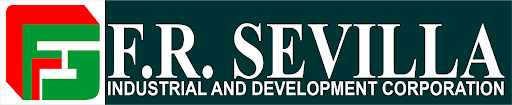 F.R. SEVILLA
INDUSTRIAL AND DEVELOPMENT CORPORATION